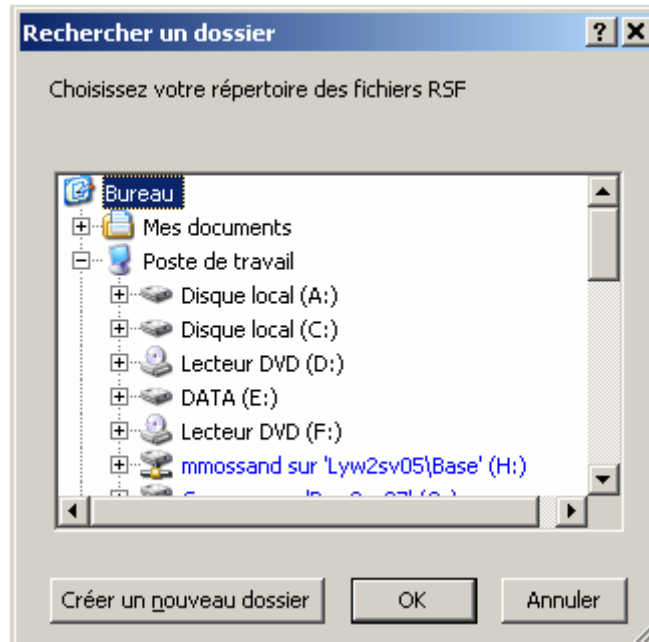 Rechercher un dossier
Choisissez votre répertoire des fichiers RSF
Bureau
Mes documents
Poste de travail
Disque local (A:)
Disque local (C:)
Lecteur DVD (D:)
DATA (E:)
Lecteur DVD (F:)
mmossand sur 'Lyw2sv05\Base' (H:)
Créer un nouveau dossier OK Annuler